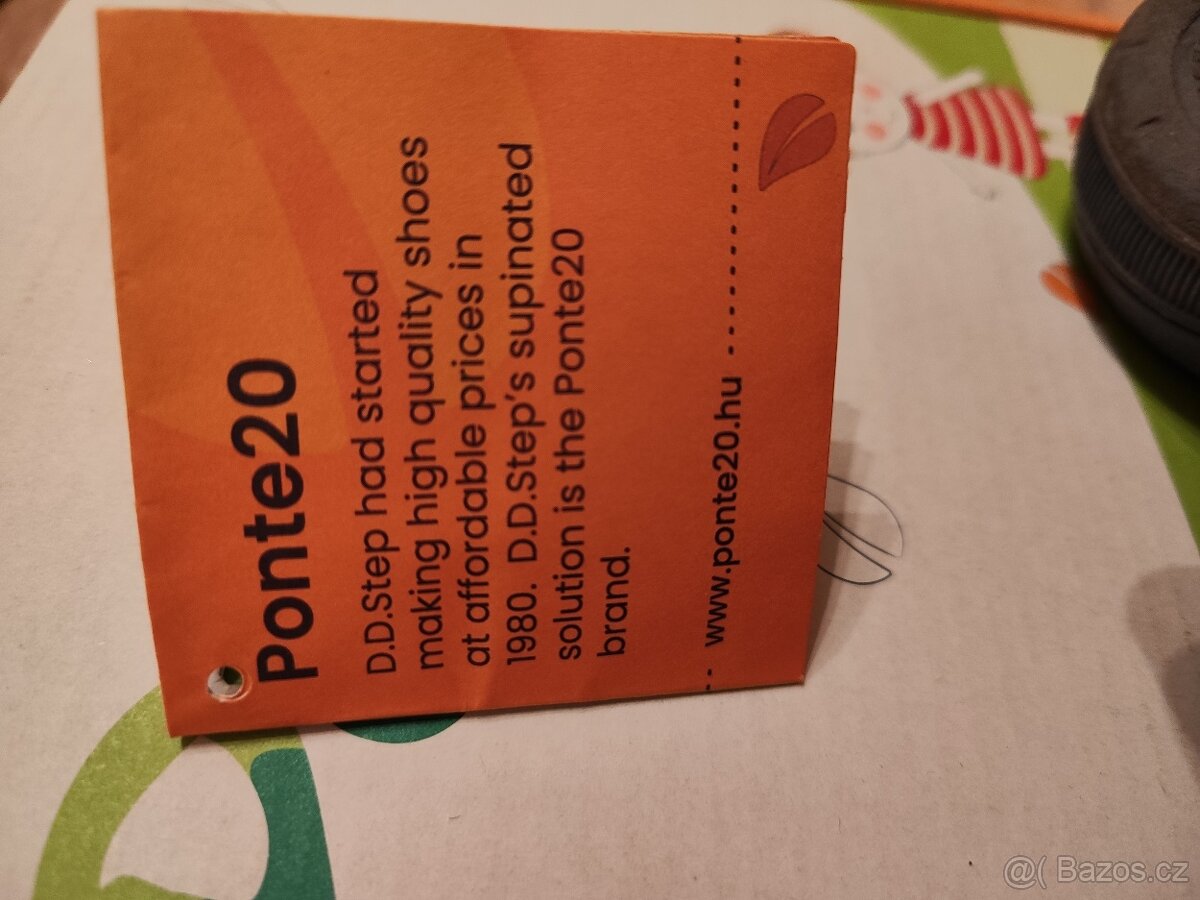 Ponte20
D.D.Step had started
making high quality shoes
at affordable prices in
1980. D.D.Step's supinated
solution is the Ponte20
brand.
www.ponte20.hu
@( Bazos.cz